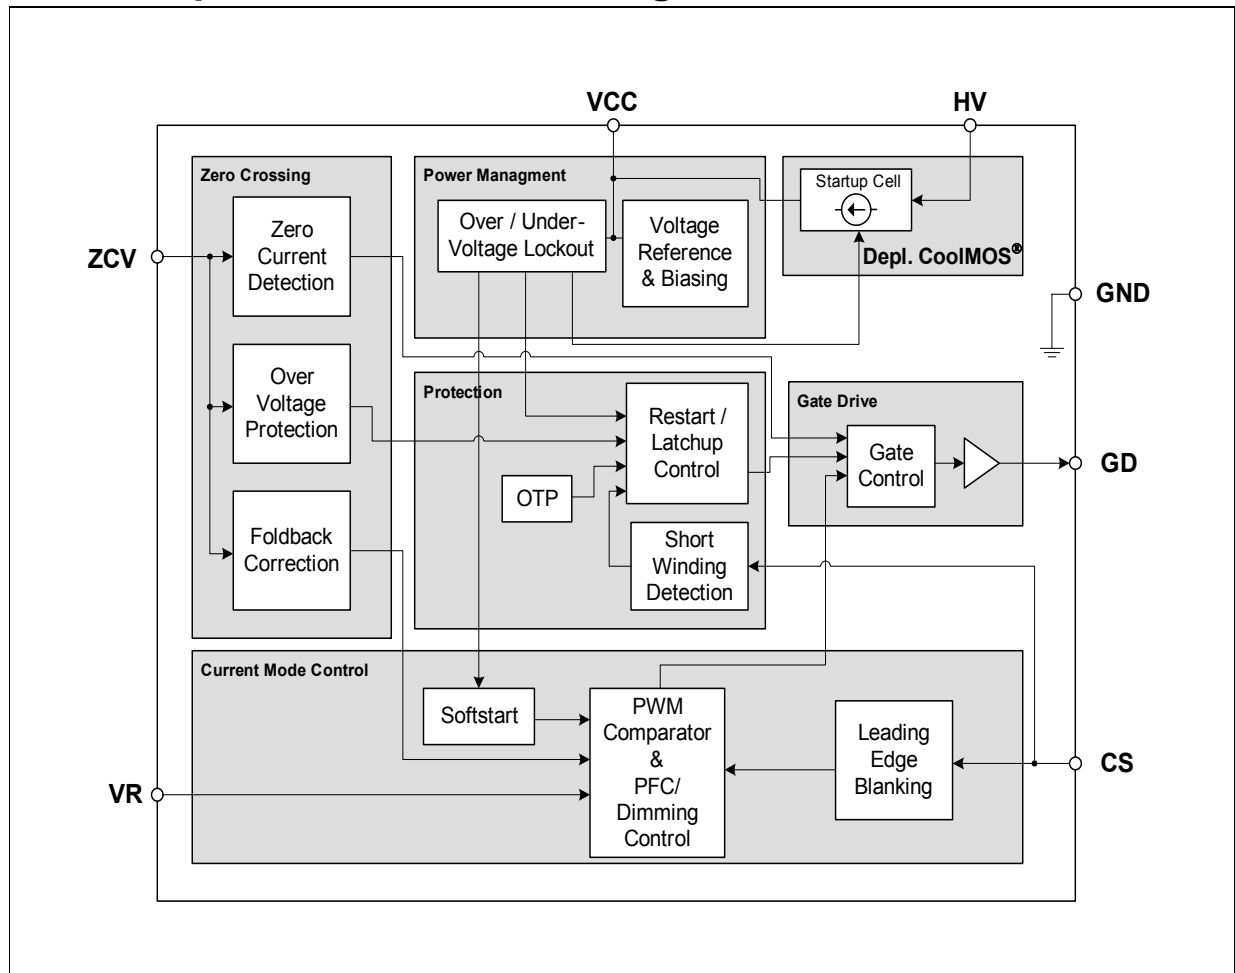 VCC
HV
Zero Crossing
Power Managment
Startup Cell
Zero
Current
Detection
Over / Under-
Voltage Lockout
Voltage
Reference
& Biasing
Depl. CoolMOS®
ZCV
GND
Over
Voltage
Protection
Protection
Restart /
Latchup
Control
Gate Drive
Gate
Control
GD
OTP
Foldback
Correction
Short
Winding
Detection
Current Mode Control
Softstart
PWM
Comparator
&
PFC/
Dimming
Control
Leading
Edge
Blanking
CS
VR